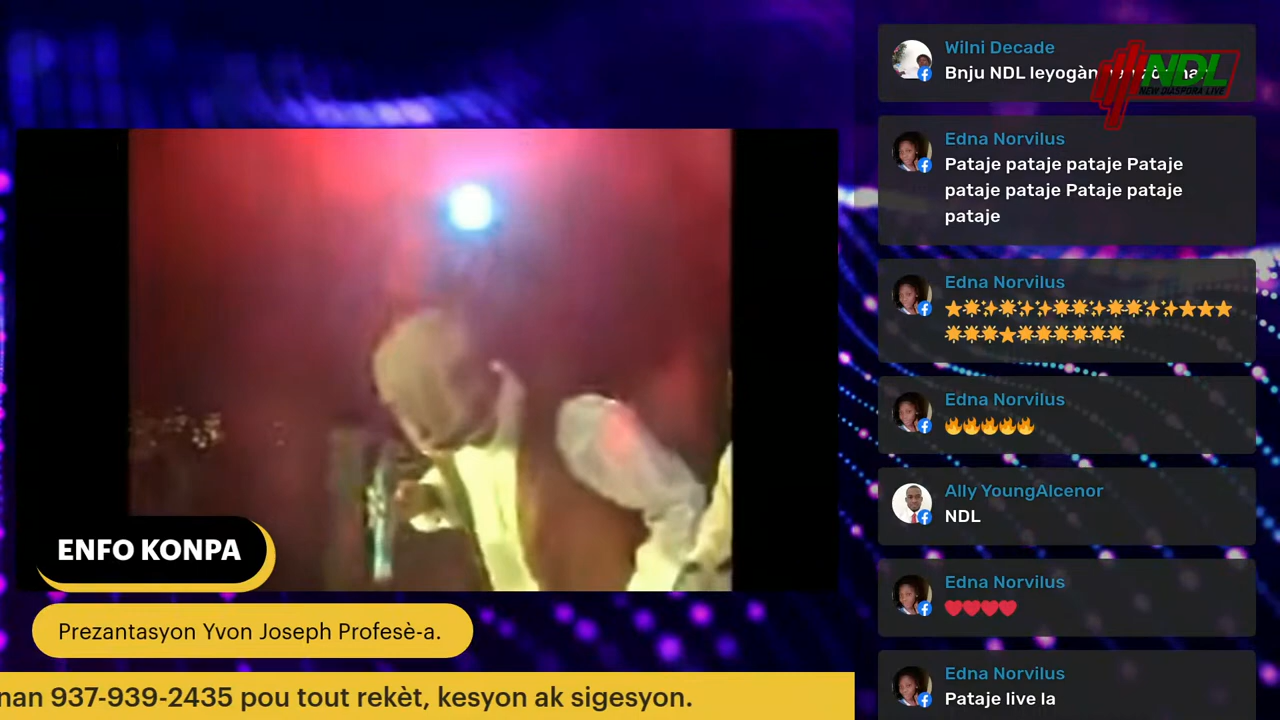 ENFO KONPA
Prezantasyon Yvon Joseph Profesè-a.
nan 937-939-2435 pou tout rekèt, kesyon ak sigesyon.
NDL
NEW DIASPORA LIVE
Wilni Decade
Bnju NDL leyogàn
Edna Norvilus
Pataje pataje pataje Pataje
pataje pataje Pataje pataje
pataje
Edna Norvilus
⭐🌟✨🌟✨✨🌟🌟✨🌟🌟✨✨⭐⭐⭐
🌟🌟🌟⭐🌟🌟🌟🌟🌟🌟
Edna Norvilus
🔥🔥🔥🔥🔥
Ally YoungAlcenor
NDL
Edna Norvilus
❤️❤️❤️❤️
Edna Norvilus
Pataje live la